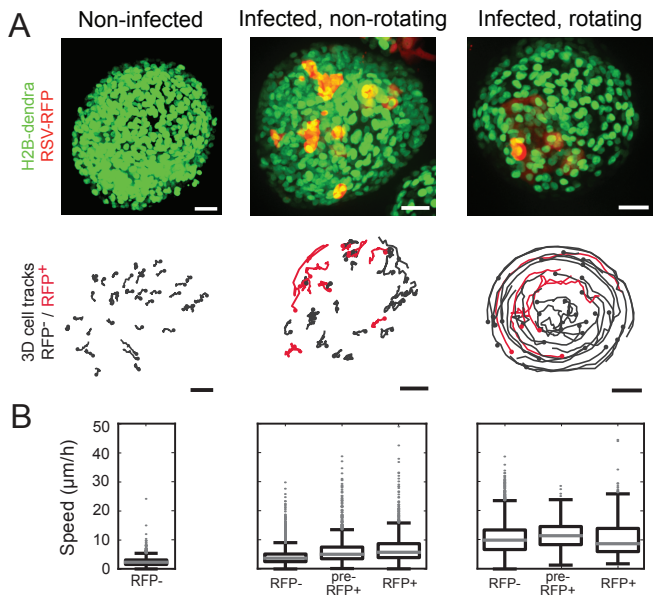 A
Non-infected
Infected, non-rotating
Infected, rotating
H2B-dendra
RSV-RFP
3D cell tracks
RFP⁻ / RFP⁺
B
Speed (µm/h)
50
40
30
20
10
0
RFP-
RFP-
pre-
RFP+
RFP+
RFP-
pre-
RFP+
RFP+